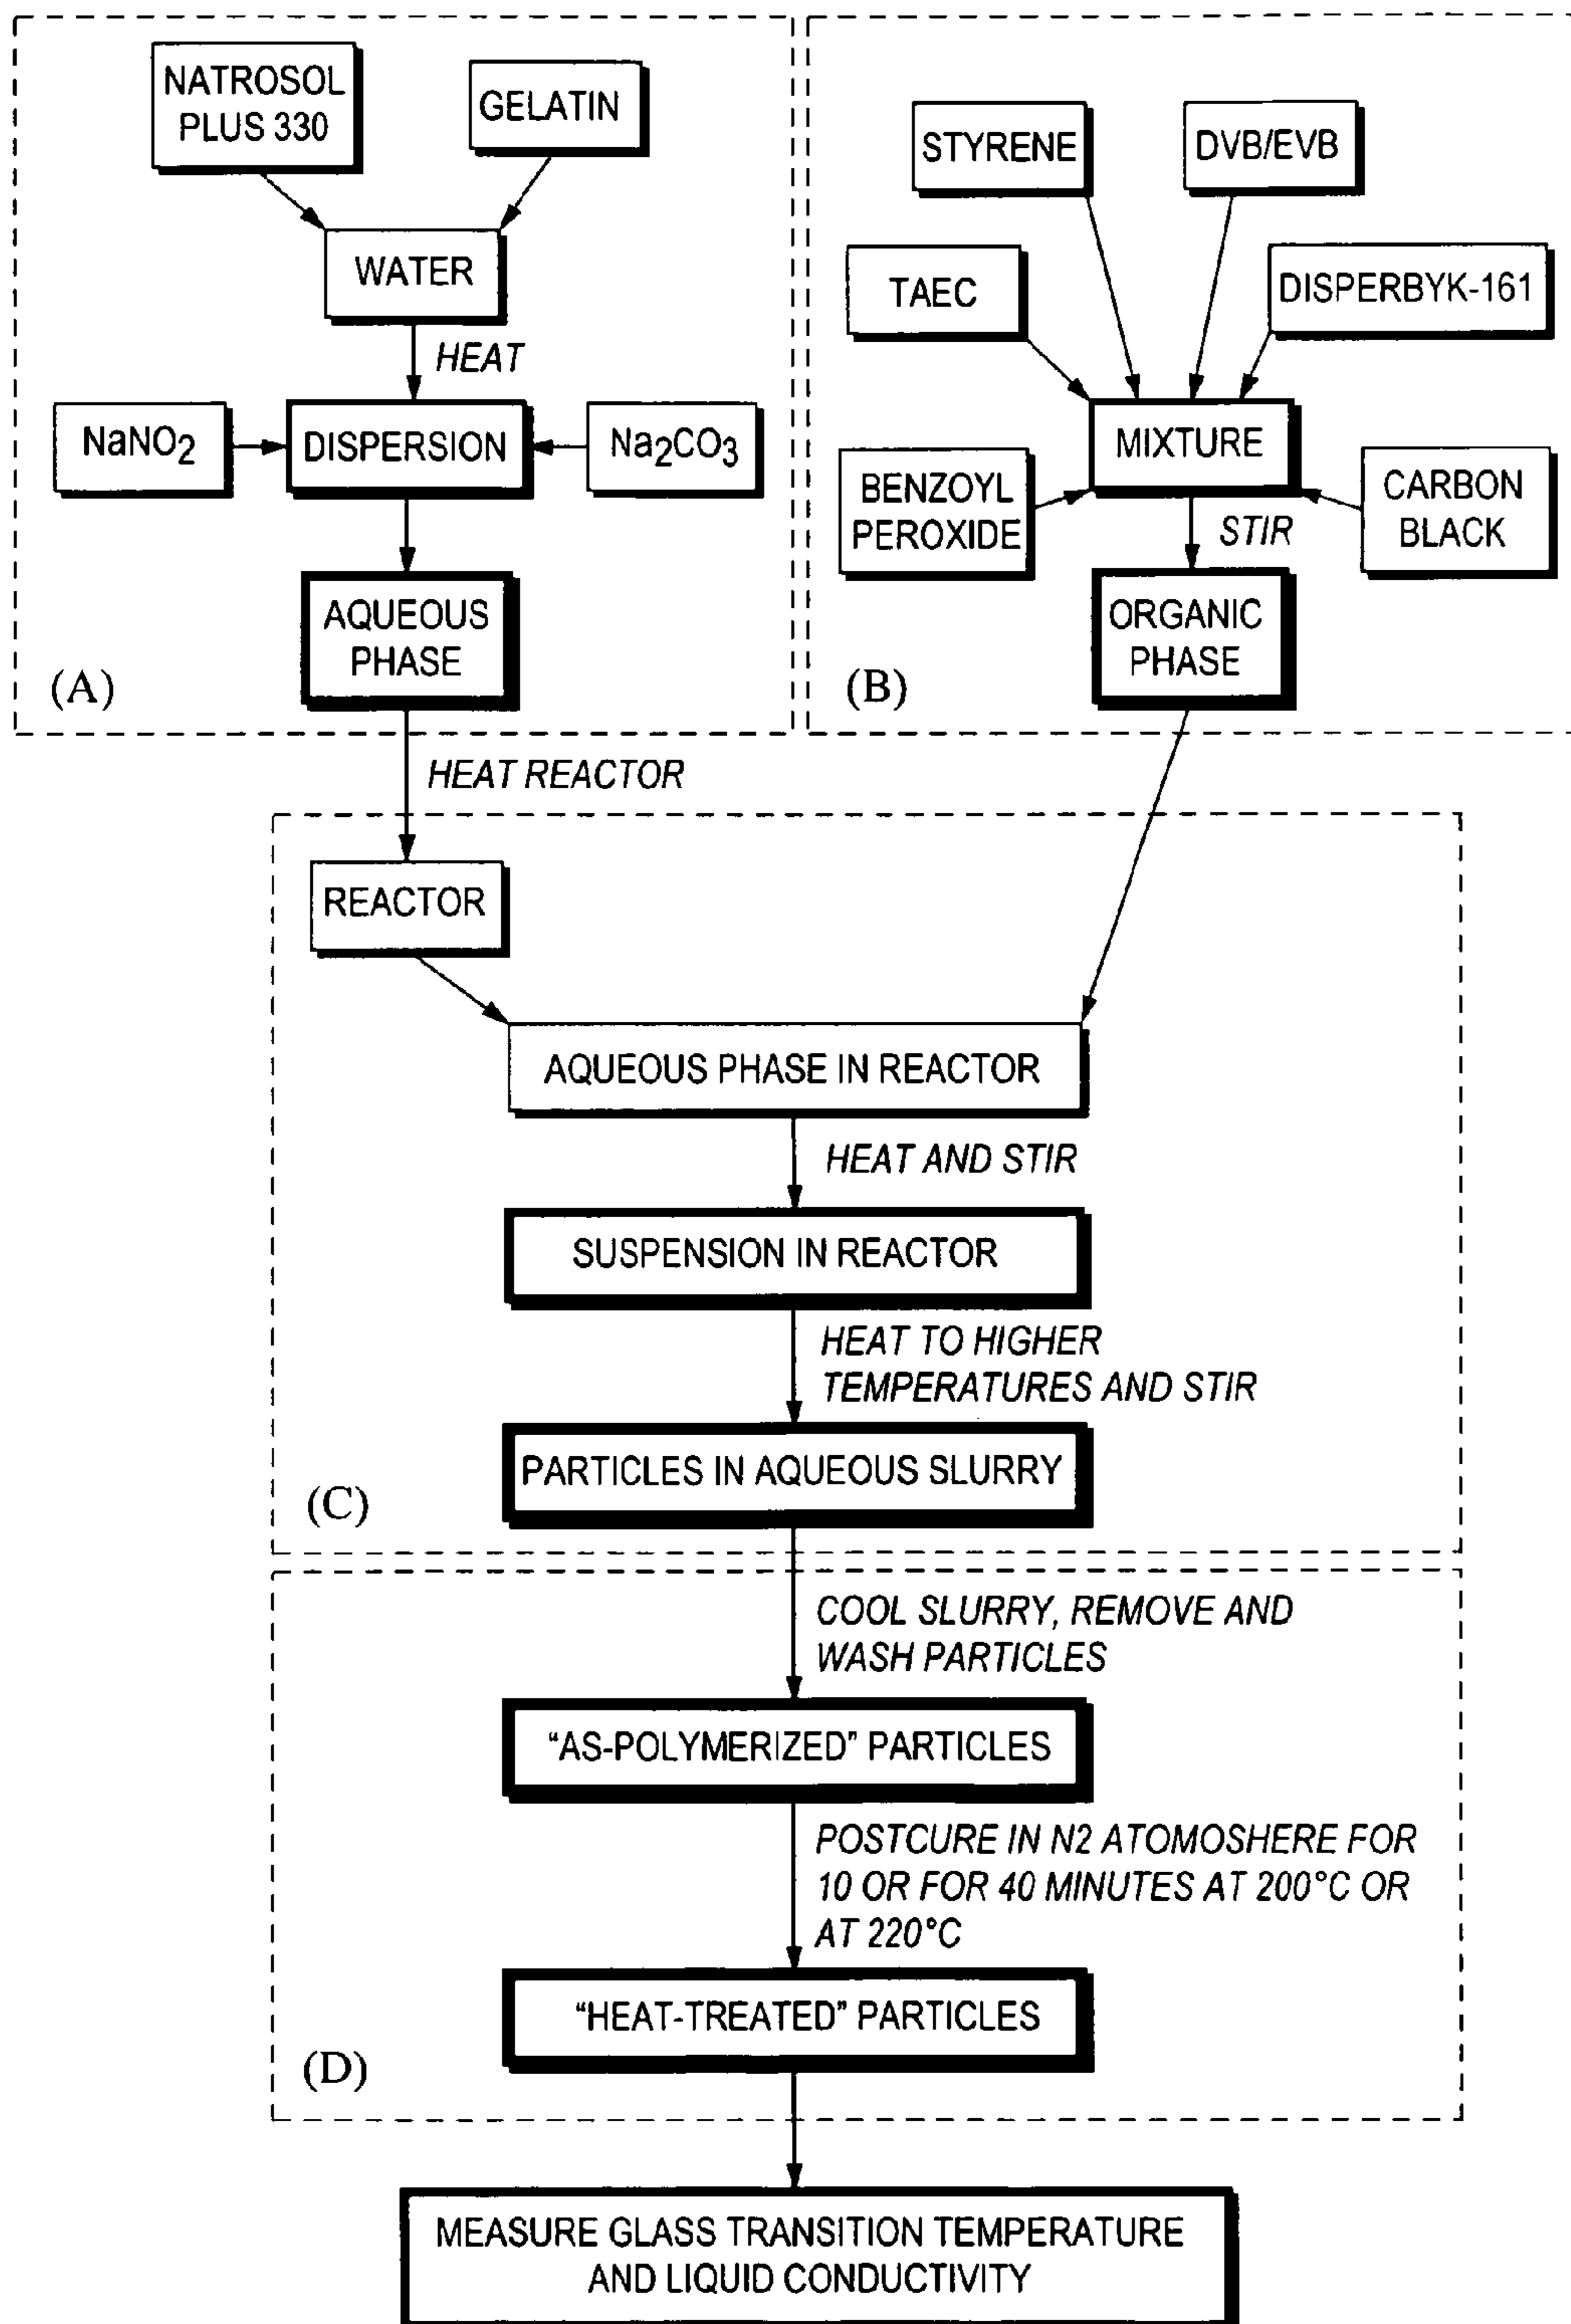 NATROSOL
PLUS 330
GELATIN
WATER
HEAT
NaNO2
DISPERSION
Na2CO3
AQUEOUS
PHASE
(A)
STYRENE
DVB/EVB
TAEC
DISPERBYK-161
MIXTURE
BENZOYL
PEROXIDE
CARBON
BLACK
STIR
ORGANIC
PHASE
(B)
HEAT REACTOR
REACTOR
AQUEOUS PHASE IN REACTOR
HEAT AND STIR
SUSPENSION IN REACTOR
HEAT TO HIGHER
TEMPERATURES AND STIR
PARTICLES IN AQUEOUS SLURRY
(C)
COOL SLURRY, REMOVE AND
WASH PARTICLES
“AS-POLYMERIZED” PARTICLES
POSTCURE IN N2 ATOMOSHERE FOR
10 OR FOR 40 MINUTES AT 200°C OR
AT 220°C
“HEAT-TREATED” PARTICLES
(D)
MEASURE GLASS TRANSITION TEMPERATURE
AND LIQUID CONDUCTIVITY